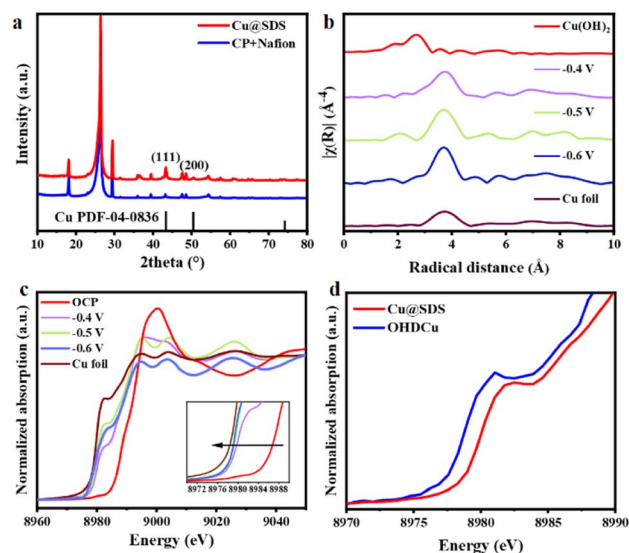 a
Cu@SDS
CP+Nafion
Intensity (a.u.)
(111)
(200)
Cu PDF-04-0836
10 20 30 40 50 60 70 80
2theta (°)
b
Cu(OH)₂
-0.4 V
-0.5 V
-0.6 V
Cu foil
|χ(R)| (Å⁻⁴)
0 2 4 6 8 10
Radical distance (Å)
c
OCP
-0.4 V
-0.5 V
-0.6 V
Cu foil
Normalized absorption (a.u.)
8972 8976 8980 8984 8988
8960 8980 9000 9020 9040
Energy (eV)
d
Cu@SDS
OHDCu
Normalized absorption (a.u.)
8970 8975 8980 8985 8990
Energy (eV)